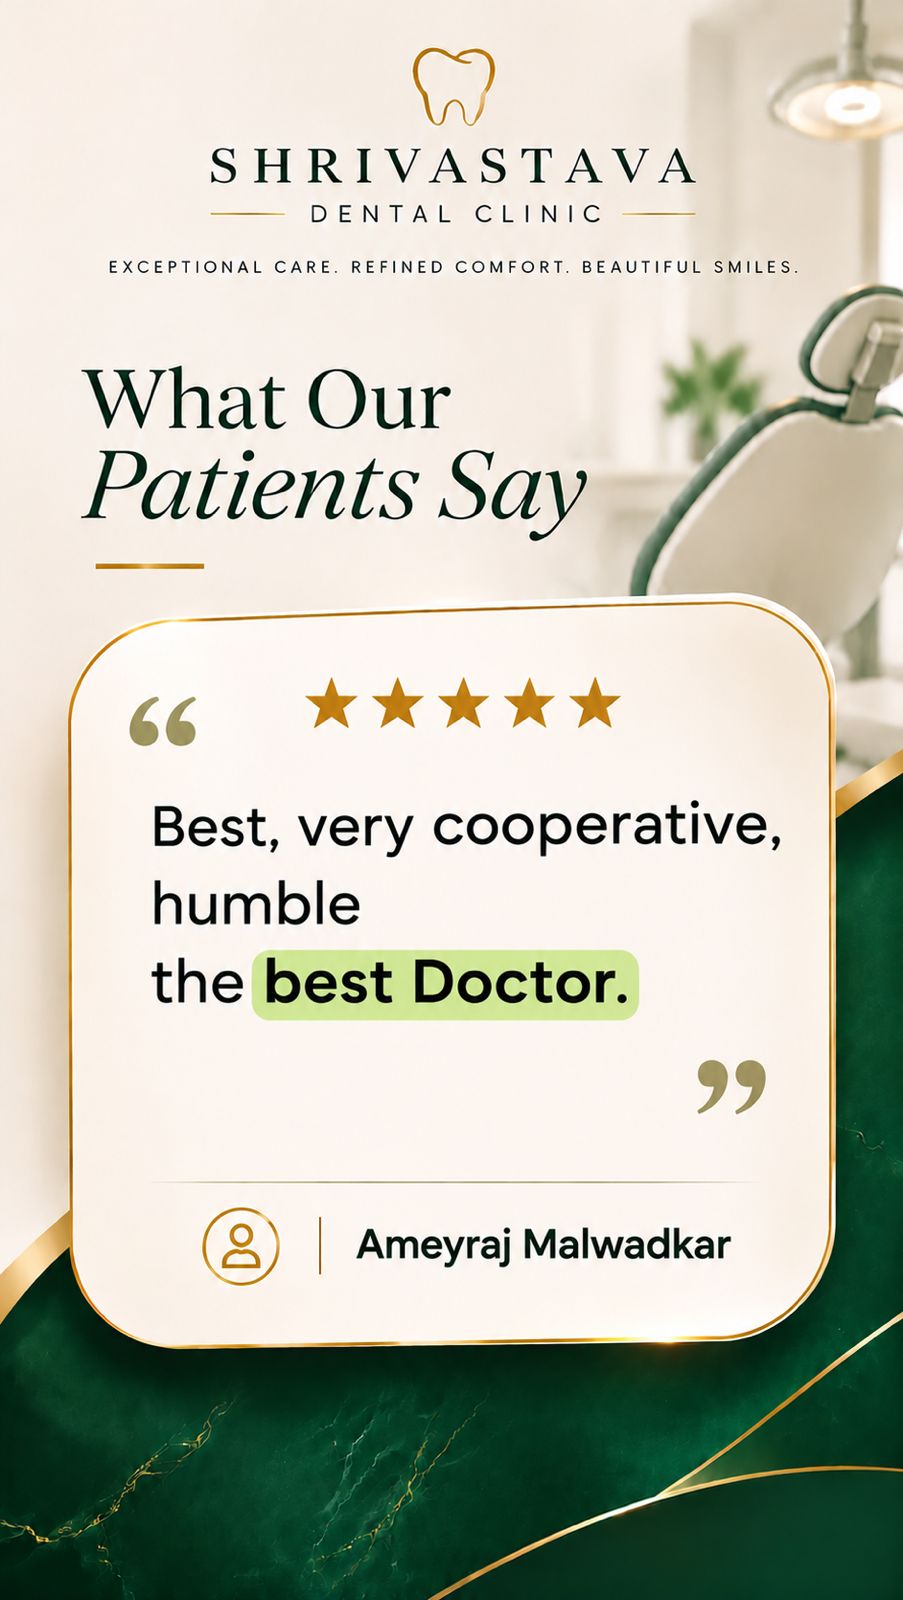 SHRIVASTAVA
DENTAL CLINIC
EXCEPTIONAL CARE. REFINED COMFORT. BEAUTIFUL SMILES.
What Our
Patients Say
“
Best, very cooperative,
humble
the best Doctor.
”
Ameyraj Malwadkar